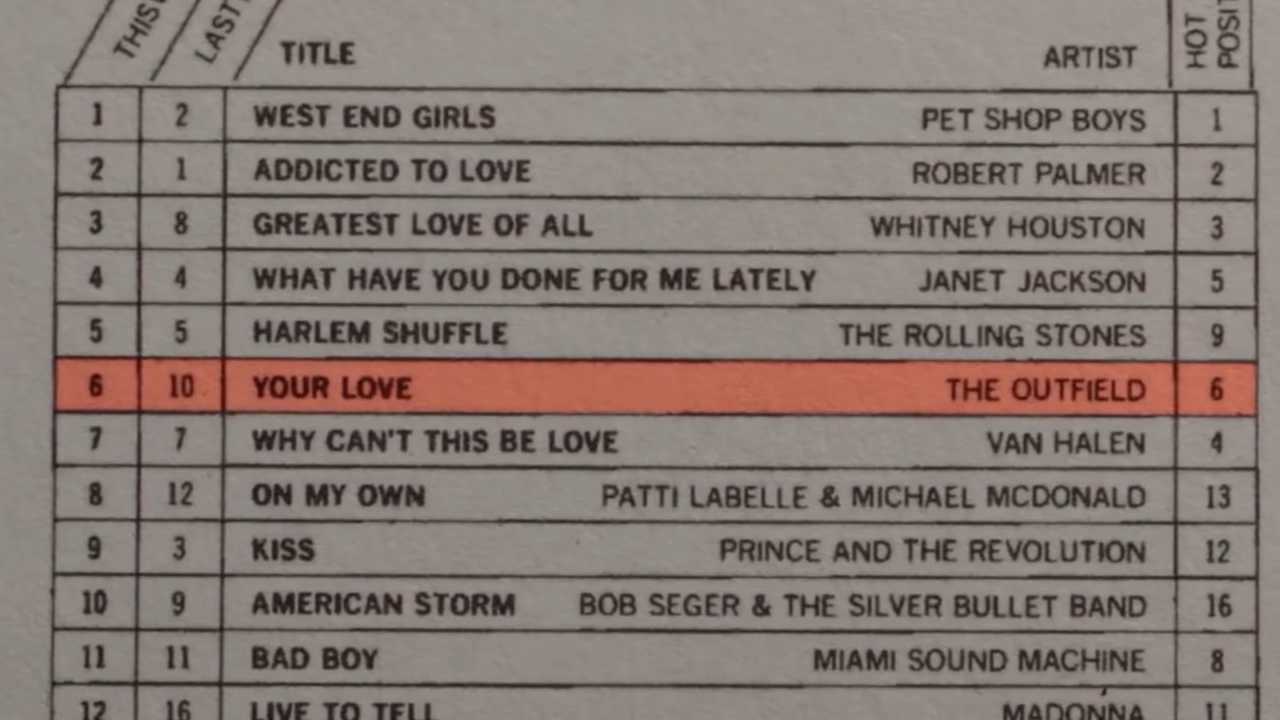 THIS
LAST
TITLE
ARTIST
HOT
POSI
1 2 WEST END GIRLS PET SHOP BOYS 1
2 1 ADDICTED TO LOVE ROBERT PALMER 2
3 8 GREATEST LOVE OF ALL WHITNEY HOUSTON 3
4 4 WHAT HAVE YOU DONE FOR ME LATELY JANET JACKSON 5
5 5 HARLEM SHUFFLE THE ROLLING STONES 9
6 10 YOUR LOVE THE OUTFIELD 6
7 7 WHY CAN'T THIS BE LOVE VAN HALEN 4
8 12 ON MY OWN PATTI LABELLE & MICHAEL MCDONALD 13
9 3 KISS PRINCE AND THE REVOLUTION 12
10 9 AMERICAN STORM BOB SEGER & THE SILVER BULLET BAND 16
11 11 BAD BOY MIAMI SOUND MACHINE 8
12 16 LIVE TO TELL MADONNA 11